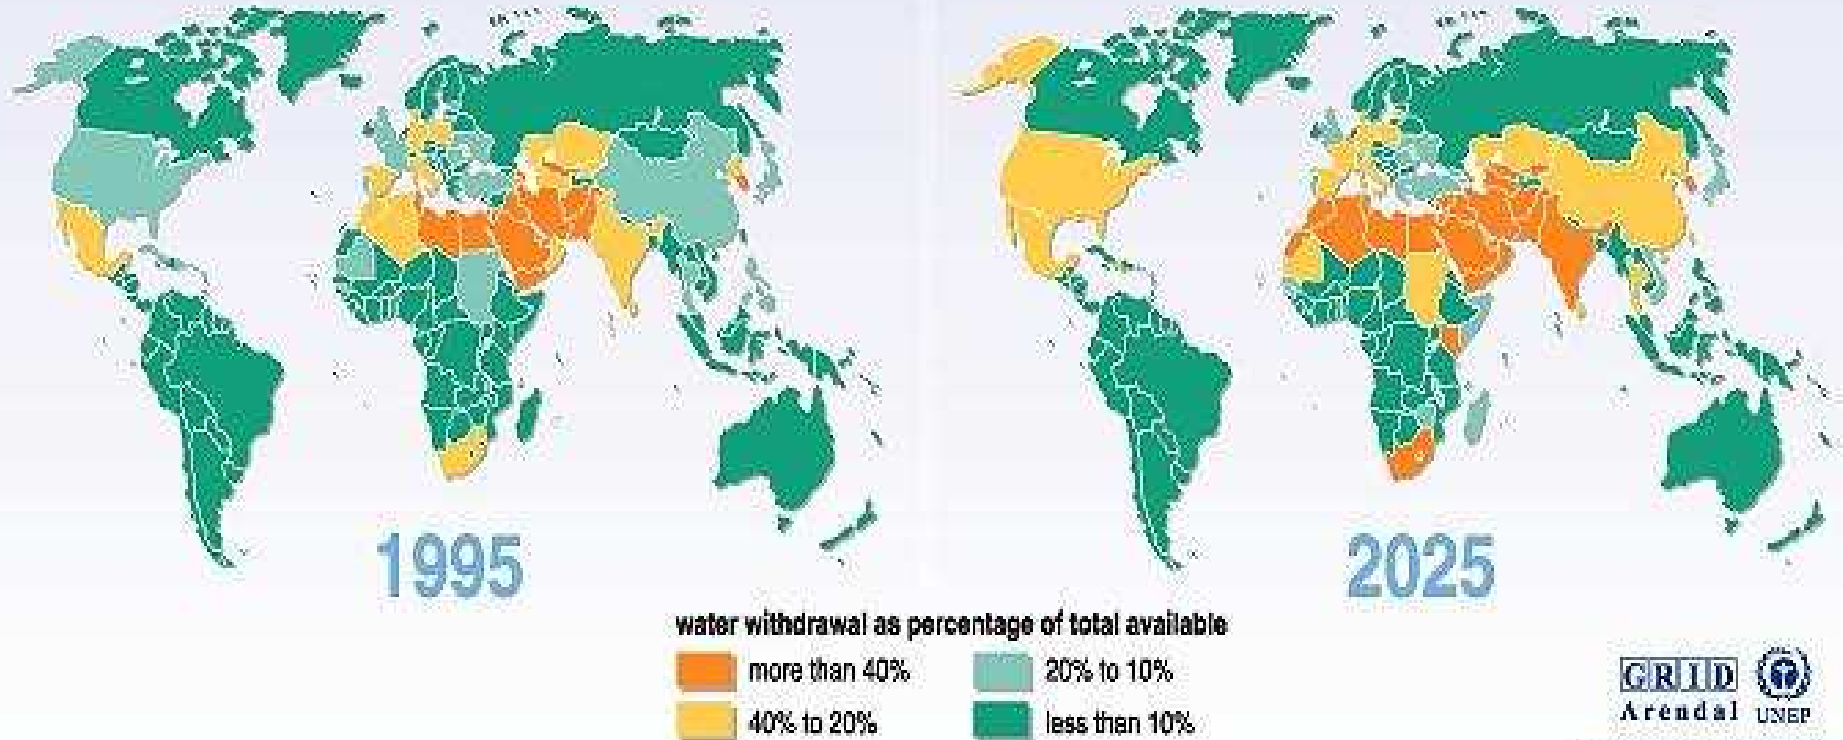 1995
2025
water withdrawal as percentage of total available
more than 40%
20% to 10%
40% to 20%
less than 10%
GRID
Arendal
UNEP